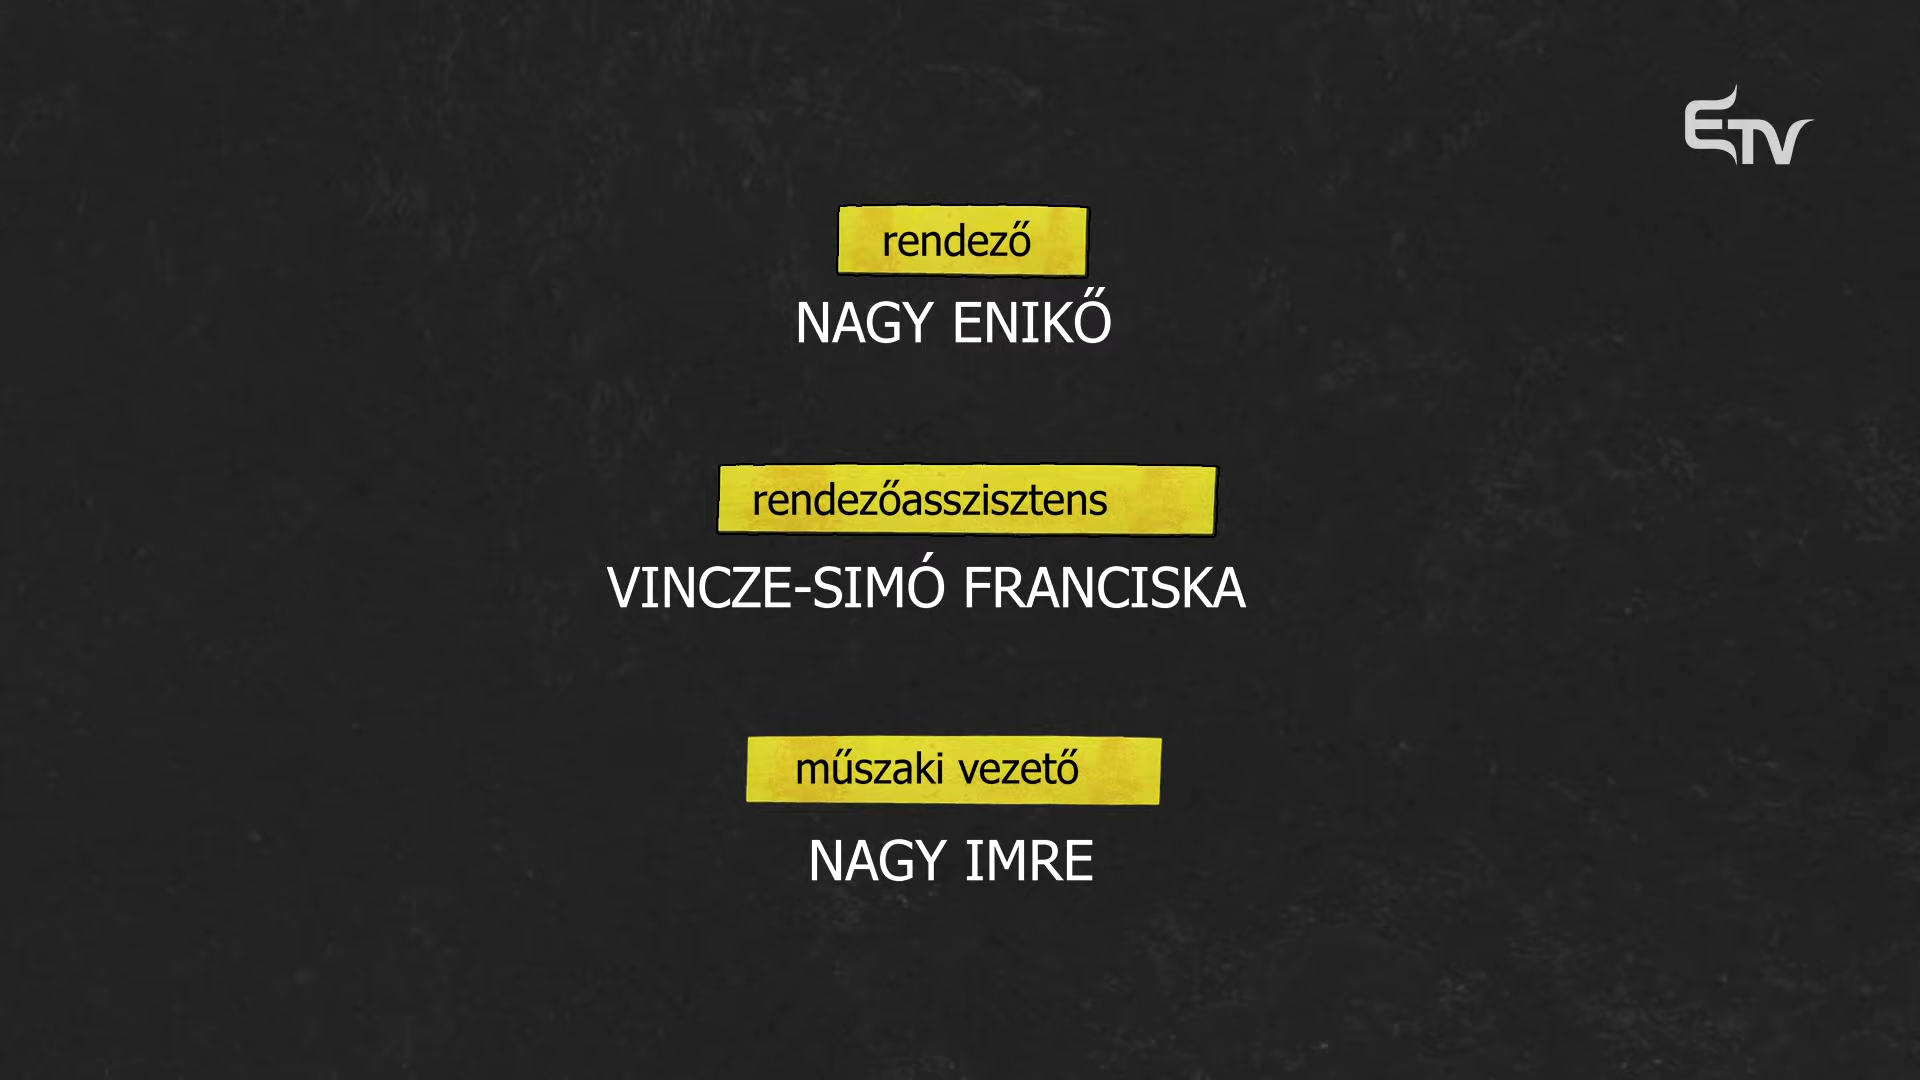 ETV
rendező
NAGY ENIKŐ
rendezőasszisztens
VINCZE-SIMÓ FRANCISKA
műszaki vezető
NAGY IMRE